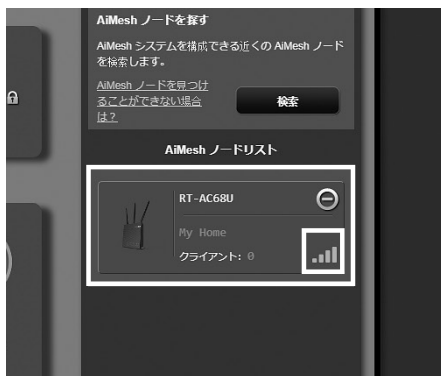 AiMesh ノードを探す
AiMesh システムを構成できる近くの AiMesh ノード
を検索します。
AiMesh ノードを見つけ
ることができない場合
は?
検索
AiMesh ノードリスト
RT-AC68U
My Home
クライアント: 0